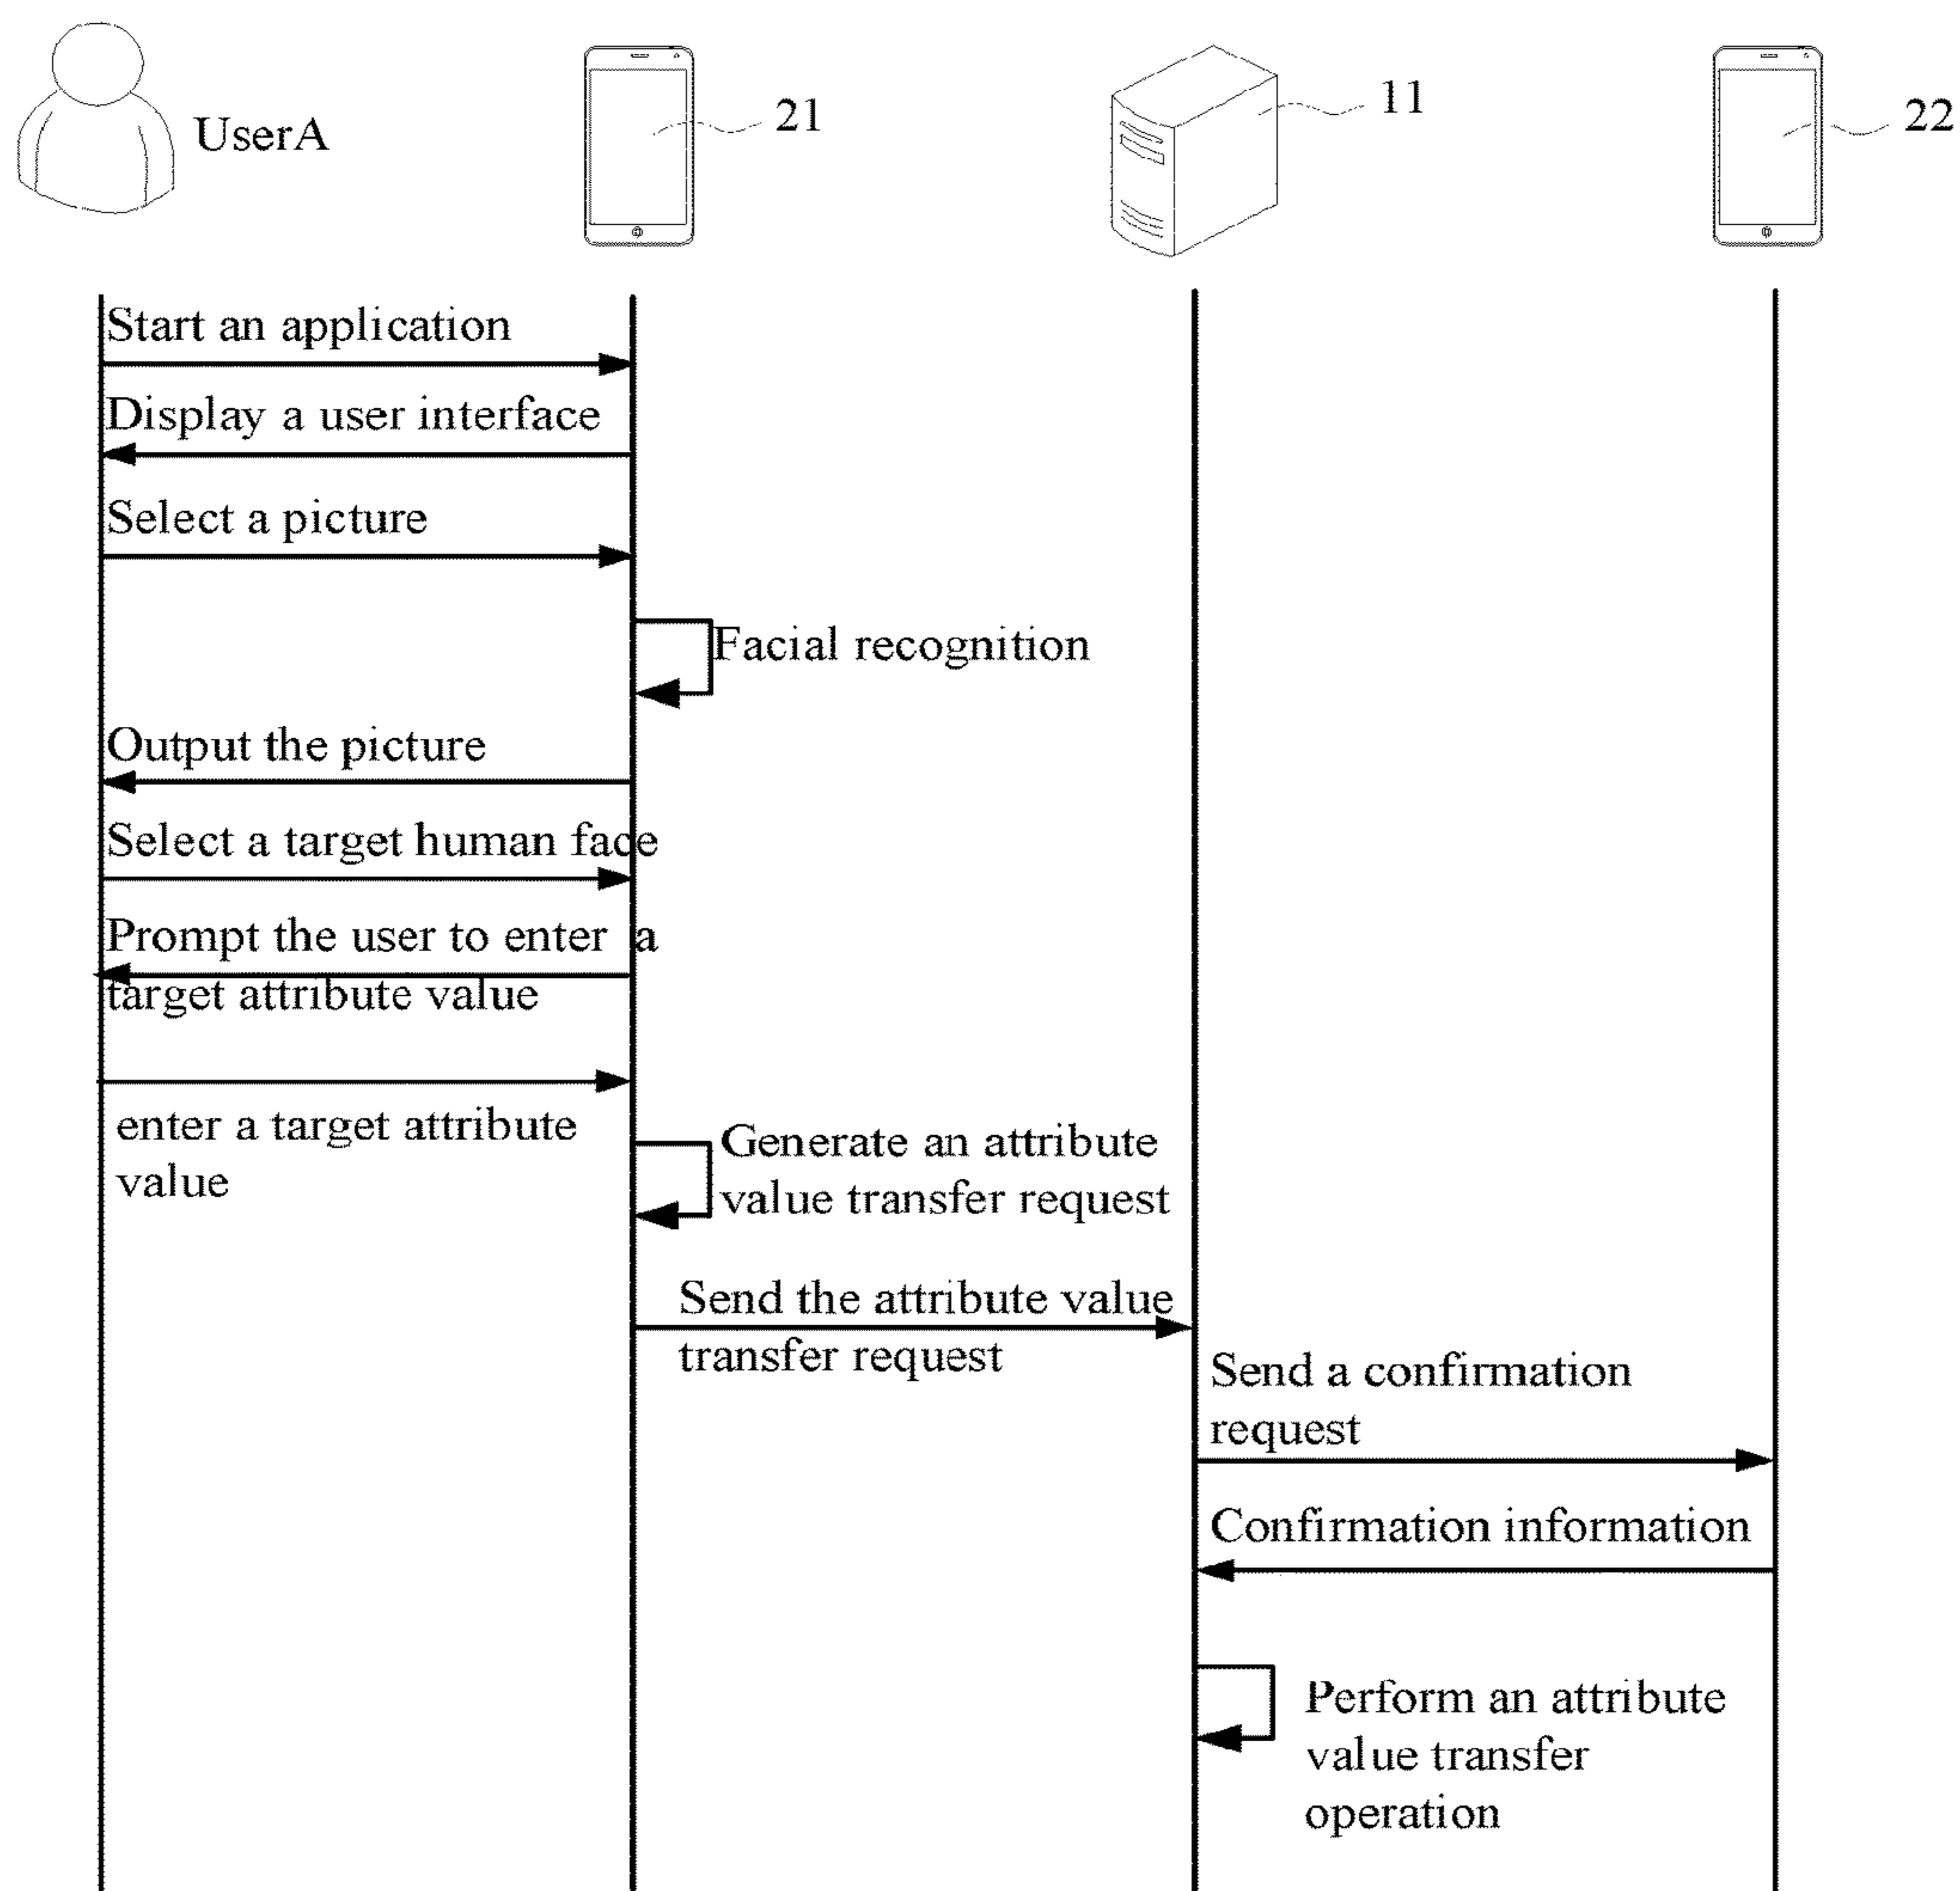 UserA
21
11
22
Start an application
Display a user interface
Select a picture
Facial recognition
Output the picture
Select a target human face
Prompt the user to enter a
target attribute value
enter a target attribute
value
Generate an attribute
value transfer request
Send the attribute value
transfer request
Send a confirmation
request
Confirmation information
Perform an attribute
value transfer
operation